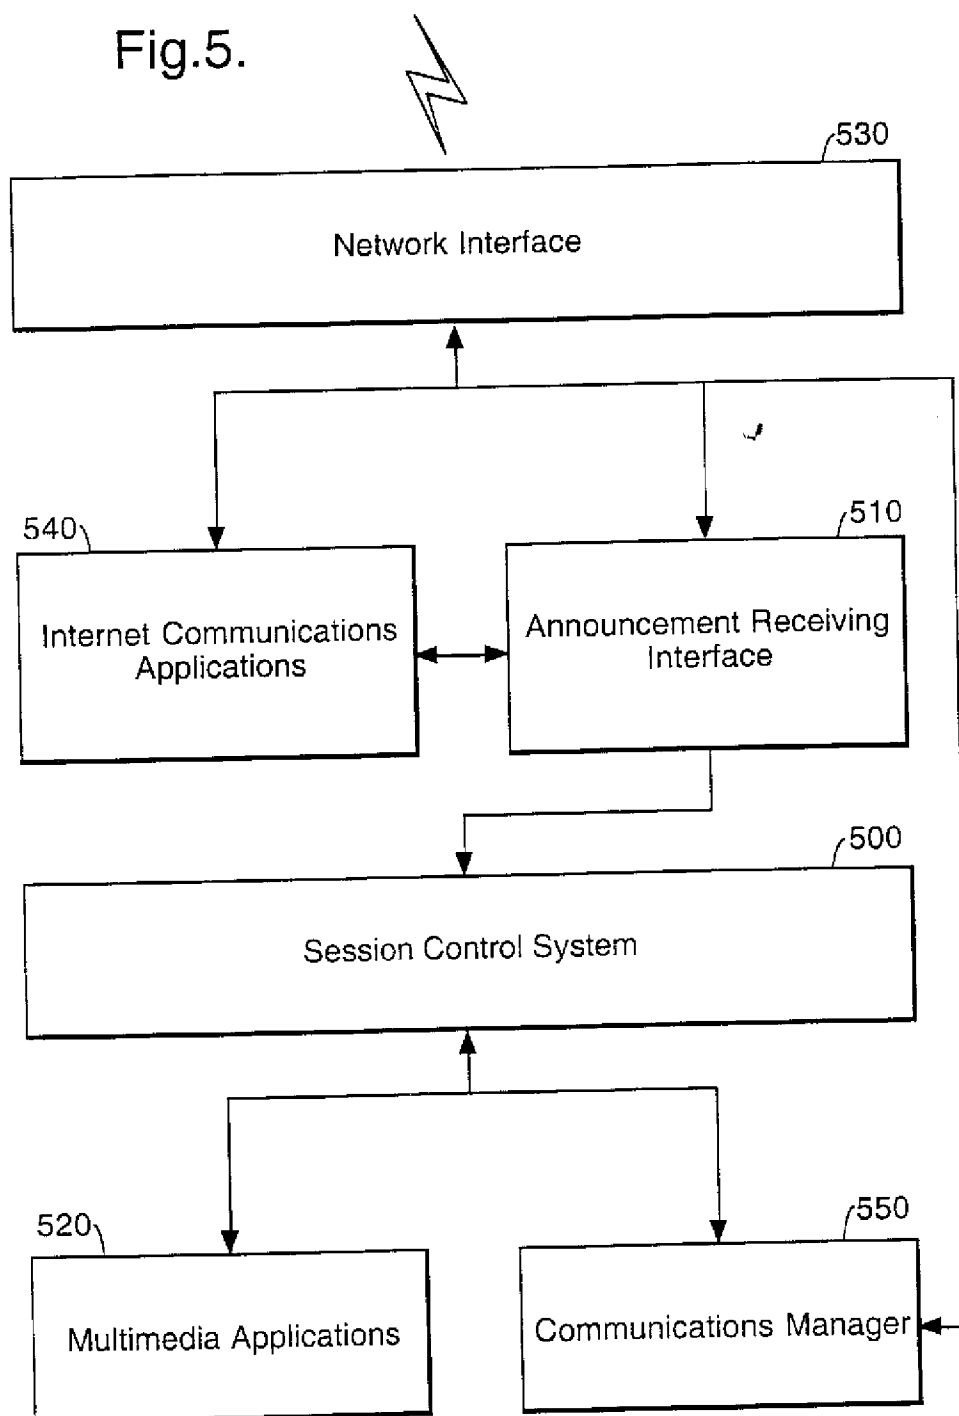 Fig.5.
530
Network Interface
540
510
Internet Communications
Applications
Announcement Receiving
Interface
500
Session Control System
520
550
Multimedia Applications
Communications Manager